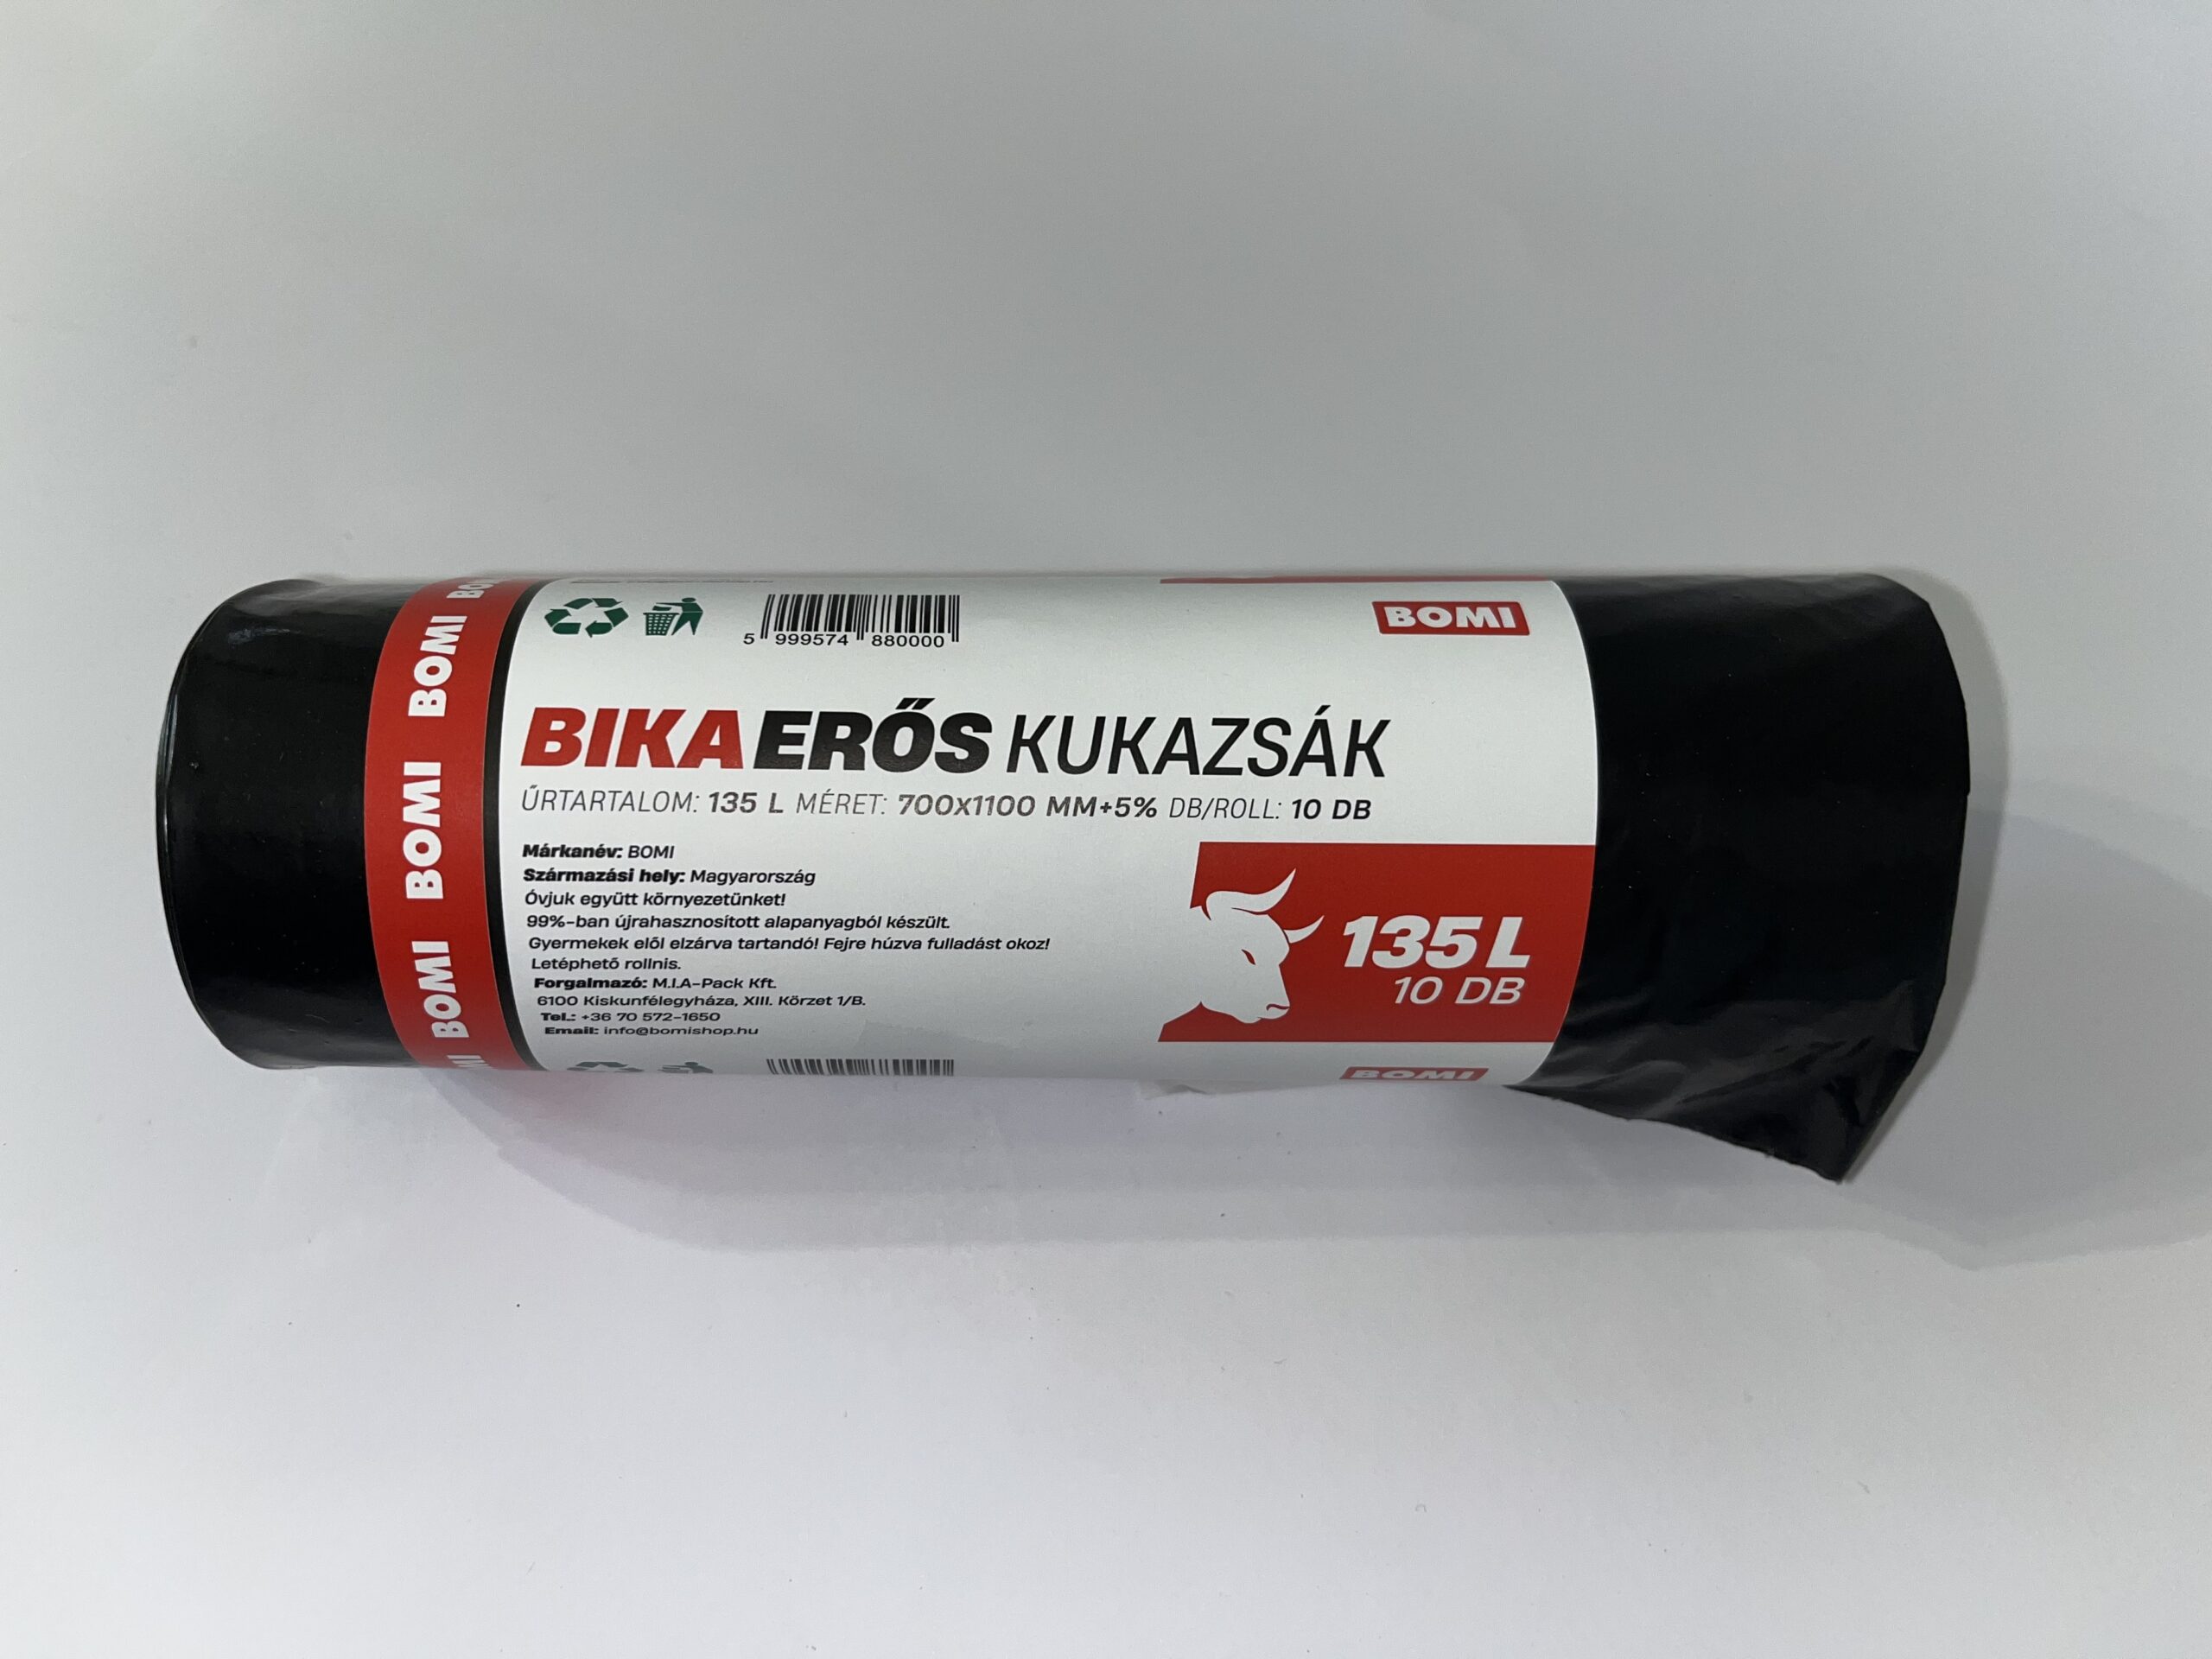 BOMI BOMI BOMI BOMI
5 999574 880000
BOMI
BIKAERŐS KUKAZSÁK
ŰRTARTALOM: 135 L MÉRET: 700X1100 MM+5% DB/ROLL: 10 DB
Márkanév: BOMI
Származási hely: Magyarország
Óvjuk együtt környezetünket!
99%-ban újrahasznosított alapanyagból készült.
Gyermekek elől elzárva tartandó! Fejre húzva fulladást okoz!
Letéphető rollnis.
Forgalmazó: M.I.A-Pack Kft.
6100 Kiskunfélegyháza, XIII. Körzet 1/B.
Tel.: +36 70 572-1650
Email: info@bomishop.hu
135 L
10 DB
BOMI